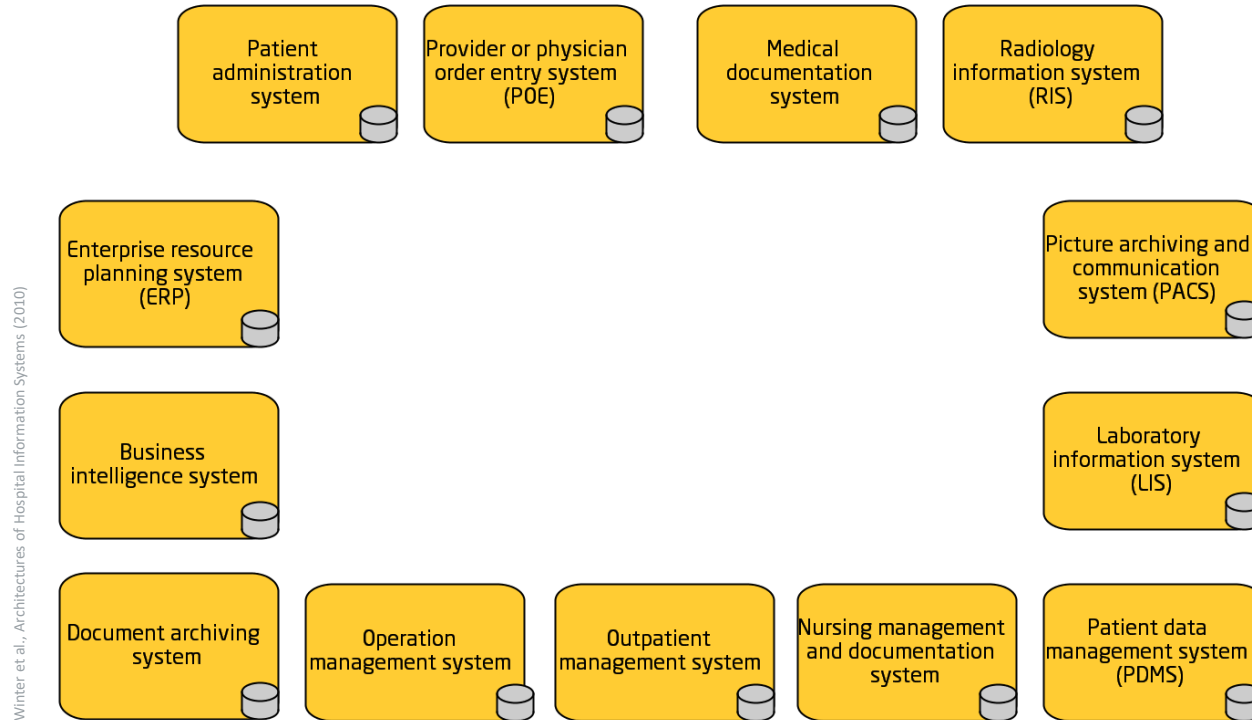 Patient
administration
system
Provider or physician
order entry system
(POE)
Medical
documentation
system
Radiology
information system
(RIS)
Enterprise resource
planning system
(ERP)
Picture archiving and
communication
system (PACS)
Business
intelligence system
Laboratory
information system
(LIS)
Document archiving
system
Operation
management system
Outpatient
management system
Nursing management
and documentation
system
Patient data
management system
(PDMS)
Winter et al., Architectures of Hospital Information Systems (2010)